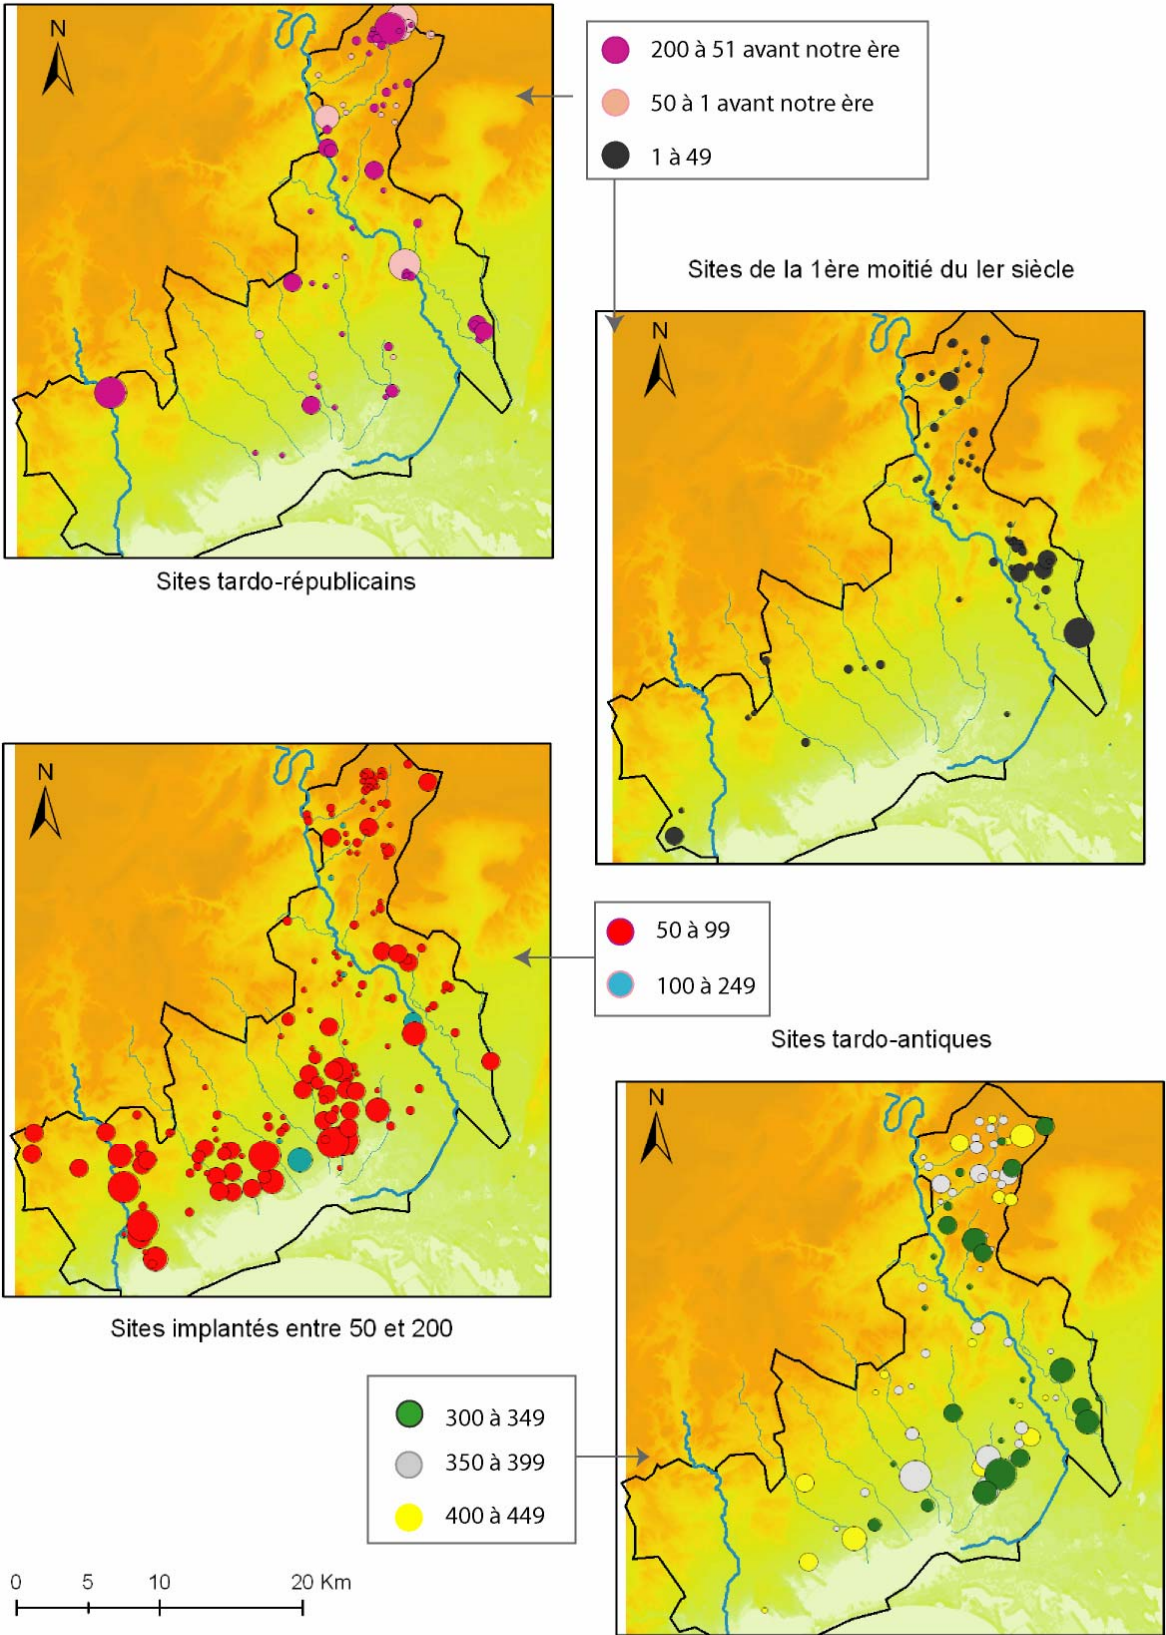 N
200 à 51 avant notre ère
50 à 1 avant notre ère
1 à 49
Sites tardo-républicains
Sites de la 1ère moitié du Ier siècle
N
N
50 à 99
100 à 249
Sites implantés entre 50 et 200
Sites tardo-antiques
N
300 à 349
350 à 399
400 à 449
0 5 10 20 Km